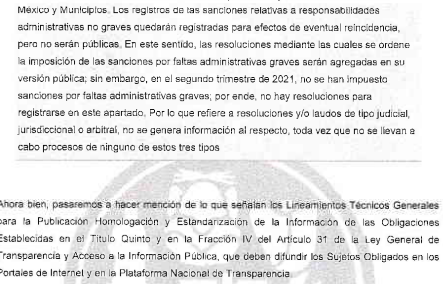 México y Municipios. Los registros de las sanciones relativas a responsabilidades
administrativas no graves quedarán registradas para efectos de eventual reincidencia,
pero no serán públicas. En este sentido, las resoluciones mediante las cuales se ordene
la imposición de las sanciones por faltas administrativas graves serán agregadas en su
versión pública; sin embargo, en el segundo trimestre de 2021, no se han impuesto
sanciones por faltas administrativas graves; por ende, no hay resoluciones para
registrarse en este apartado. Por lo que refiere a resoluciones y/o laudos de tipo judicial,
jurisdiccional o arbitral, no se genera información al respecto, toda vez que no se llevan a
cabo procesos de ninguno de estos tres tipos
Ahora bien, pasaremos a hacer mención de lo que señalan los Lineamientos Técnicos Generales
para la Publicación Homologación y Estandarización de la Información de las Obligaciones
Establecidas en el Título Quinto y en la Fracción IV del Artículo 31 de la Ley General de
Transparencia y Acceso a la Información Pública, que deben difundir los Sujetos Obligados en los
Portales de Internet y en la Plataforma Nacional de Transparencia